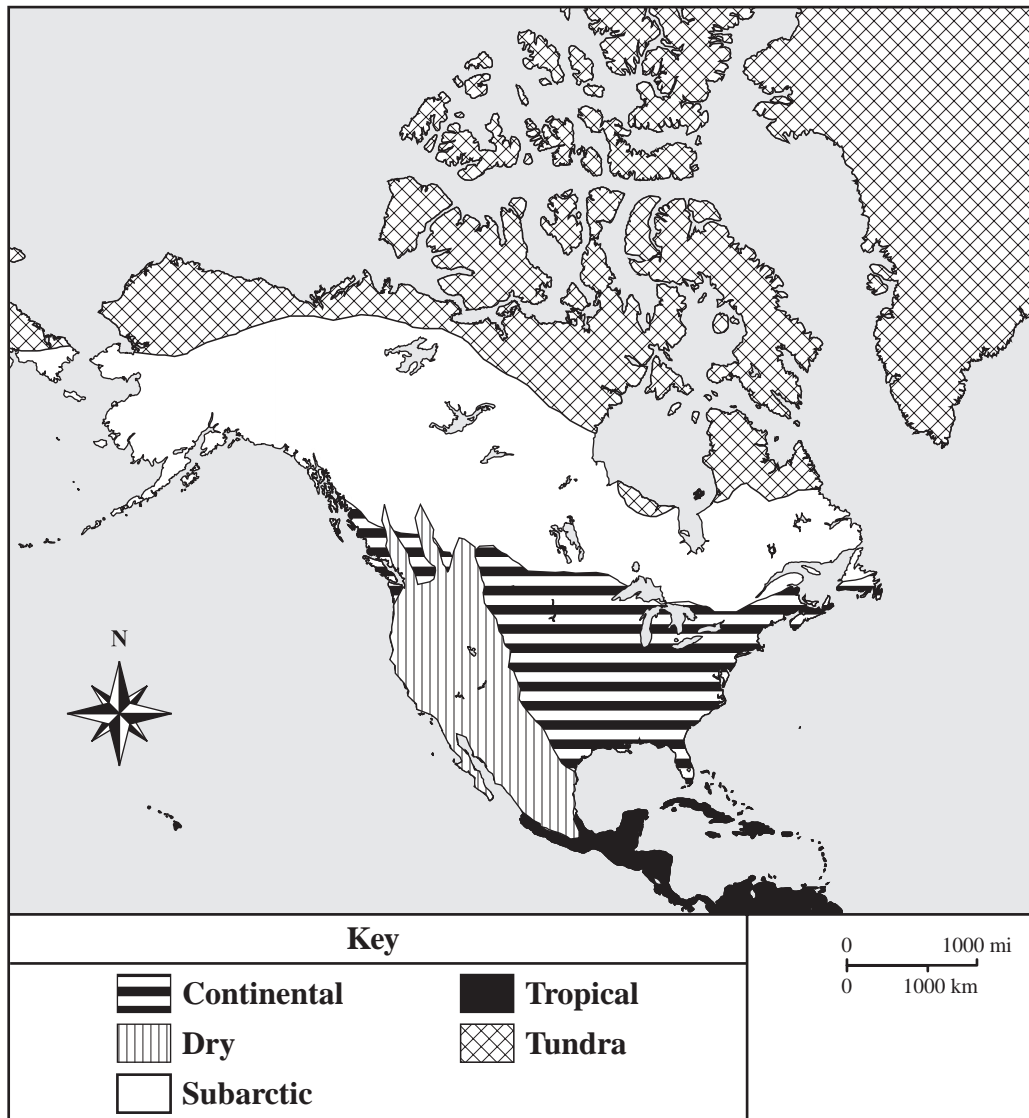 N
Key
Continental
Tropical
Dry
Tundra
Subarctic
0 1000 mi
0 1000 km